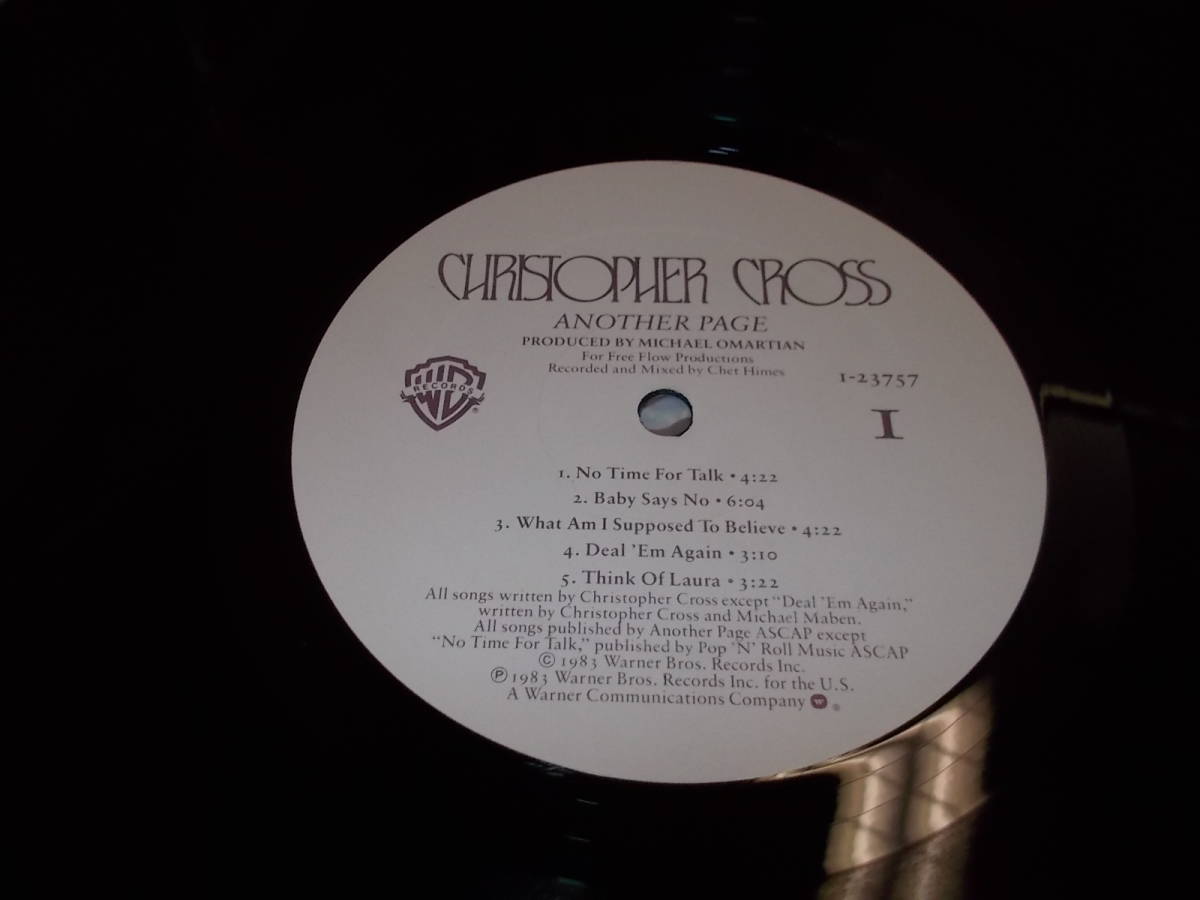 CHRISTOPHER CROSS
ANOTHER PAGE
PRODUCED BY MICHAEL OMARTIAN
For Free Flow Productions
Recorded and Mixed by Chet Himes
WB RECORDS ®
1-23757
I
1. No Time For Talk • 4:22
2. Baby Says No • 6:04
3. What Am I Supposed To Believe • 4:22
4. Deal 'Em Again • 3:10
5. Think Of Laura • 3:22
All songs written by Christopher Cross except "Deal 'Em Again,"
written by Christopher Cross and Michael Maben.
All songs published by Another Page ASCAP except
"No Time For Talk," published by Pop 'N' Roll Music ASCAP
© 1983 Warner Bros. Records Inc.
℗ 1983 Warner Bros. Records Inc. for the U.S.
A Warner Communications Company W ®